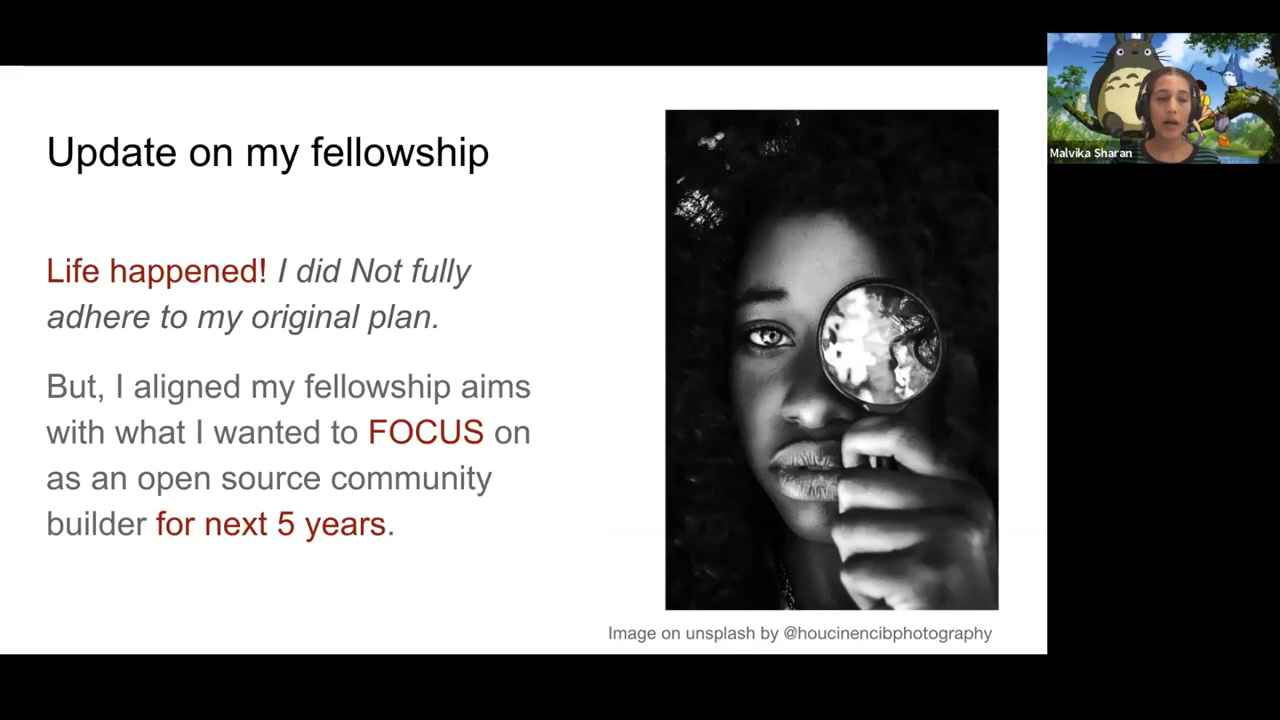 Update on my fellowship
Life happened! I did Not fully
adhere to my original plan.
But, I aligned my fellowship aims
with what I wanted to FOCUS on
as an open source community
builder for next 5 years.
Image on unsplash by @houcinencibphotography
Malvika Sharan